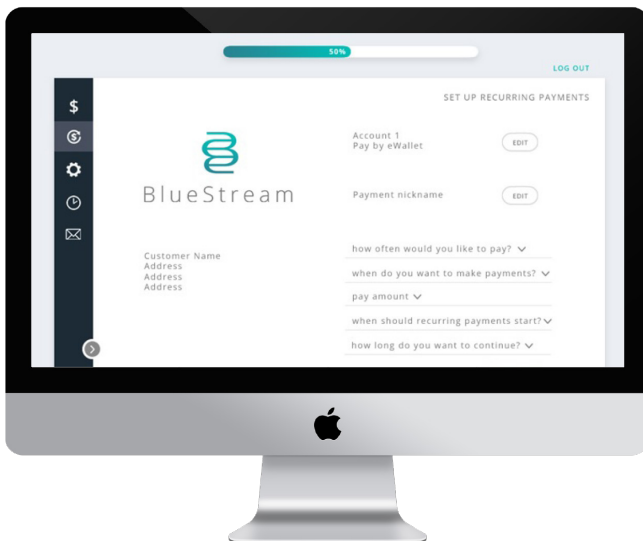 50%
LOG OUT
SET UP RECURRING PAYMENTS
BlueStream
Customer Name
Address
Address
Address
Account 1
Pay by eWallet
EDIT
Payment nickname
EDIT
how often would you like to pay?
when do you want to make payments?
pay amount
when should recurring payments start?
how long do you want to continue?